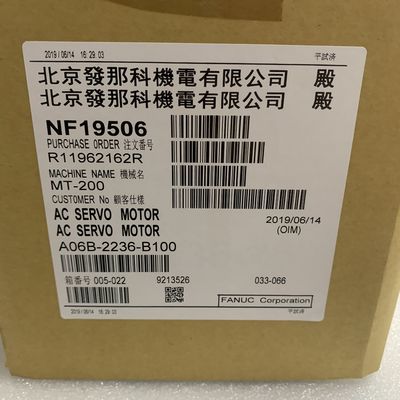 2019/06/14 16:29:03 平試済
北京發那科機電有限公司 殿
北京發那科機電有限公司 殿
NF19506
PURCHASE ORDER 注文番号
R11962162R
MACHINE NAME 機械名
MT-200
CUSTOMER No 顧客仕様
AC SERVO MOTOR 2019/06/14
AC SERVO MOTOR (OIM)
A06B-2236-B100
箱番号 005-022 9213526 033-066
FANUC Corporation
2019/06/14 16:29:03 平試済